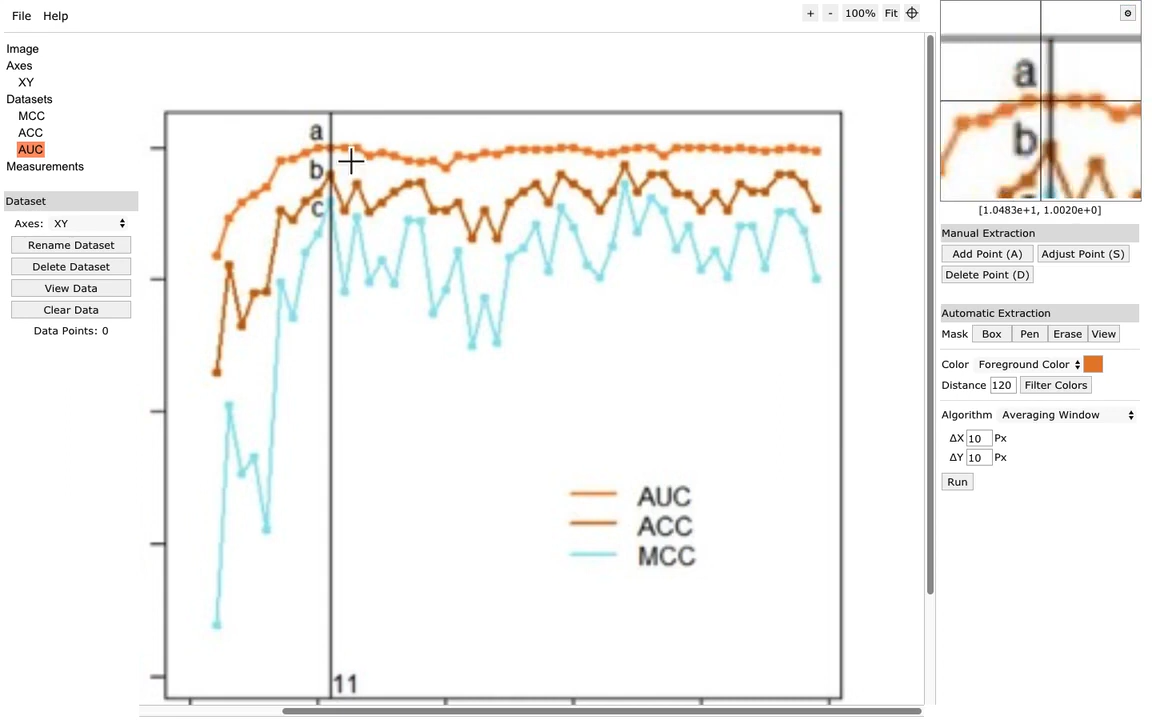 File Help
+ - 100% Fit
Image
Axes
XY
Datasets
MCC
ACC
AUC
Measurements
Dataset
Axes: XY
Rename Dataset
Delete Dataset
View Data
Clear Data
Data Points: 0
a
b
c
11
AUC
ACC
MCC
a
b
[1.0483e+1, 1.0020e+0]
Manual Extraction
Add Point (A) Adjust Point (S)
Delete Point (D)
Automatic Extraction
Mask Box Pen Erase View
Color Foreground Color
Distance 120 Filter Colors
Algorithm Averaging Window
ΔX 10 Px
ΔY 10 Px
Run